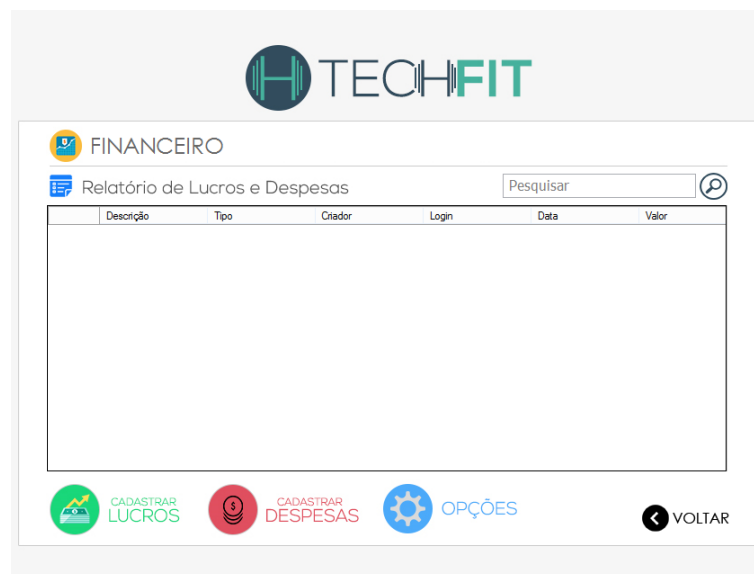 TECHFIT
FINANCEIRO
Relatório de Lucros e Despesas
Pesquisar
Descrição Tipo Criador Login Data Valor
CADASTRAR
LUCROS
CADASTRAR
DESPESAS
OPÇÕES
VOLTAR